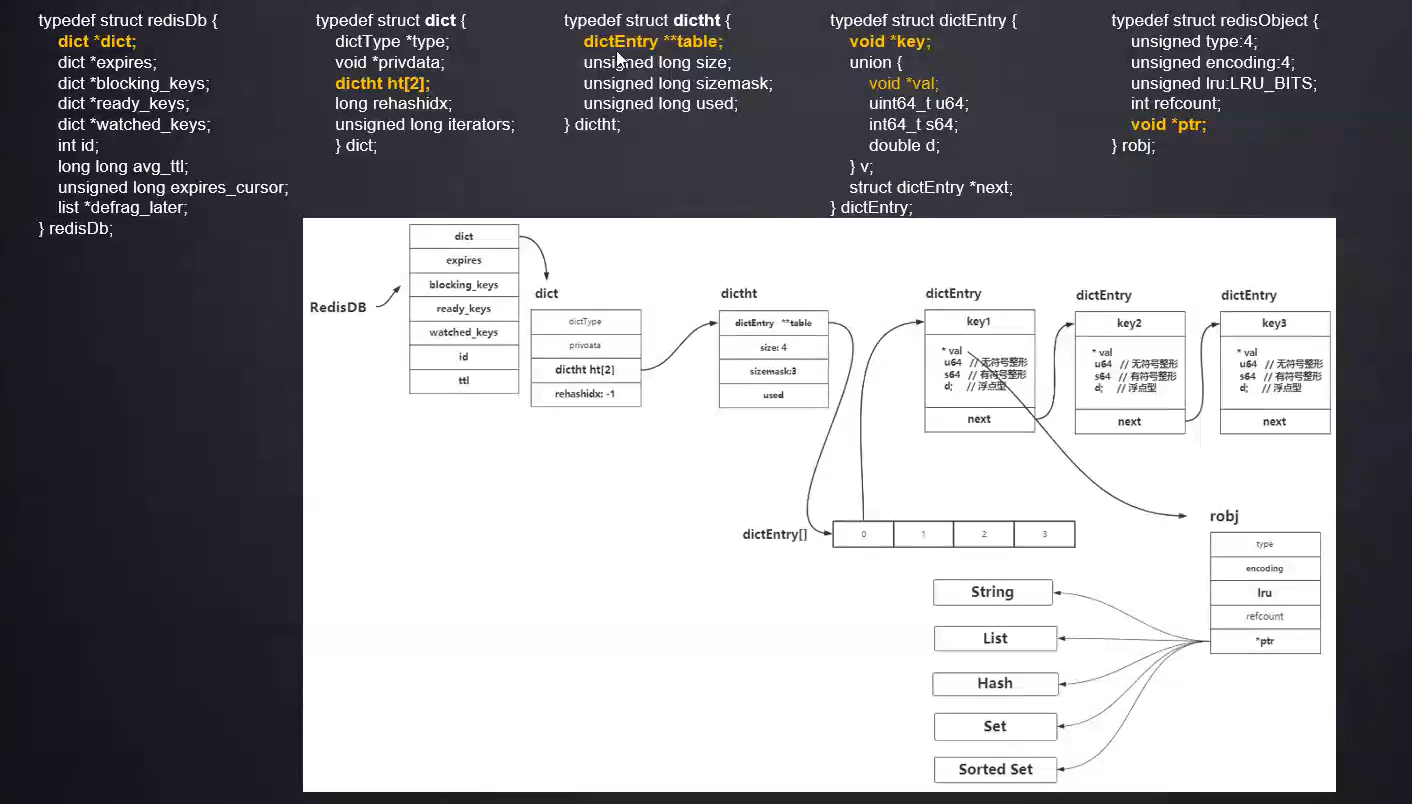 typedef struct redisDb {
dict *dict;
dict *expires;
dict *blocking_keys;
dict *ready_keys;
dict *watched_keys;
int id;
long long avg_ttl;
unsigned long expires_cursor;
list *defrag_later;
} redisDb;
typedef struct dict {
dictType *type;
void *privdata;
dictht ht[2];
long rehashidx;
unsigned long iterators;
} dict;
typedef struct dictht {
dictEntry **table;
unsigned long size;
unsigned long sizemask;
unsigned long used;
} dictht;
typedef struct dictEntry {
void *key;
union {
void *val;
uint64_t u64;
int64_t s64;
double d;
} v;
struct dictEntry *next;
} dictEntry;
typedef struct redisObject {
unsigned type:4;
unsigned encoding:4;
unsigned lru:LRU_BITS;
int refcount;
void *ptr;
} robj;
RedisDB
dict
expires
blocking_keys
ready_keys
watched_keys
id
ttl
dict
dictType
privdata
dictht ht[2]
rehashidx: -1
dictht
dictEntry **table
size: 4
sizemask:3
used
dictEntry
key1
* val
u64 // 无符号整形
s64 // 有符号整形
d; // 浮点型
next
dictEntry
key2
* val
u64 // 无符号整形
s64 // 有符号整形
d; // 浮点型
next
dictEntry
key3
* val
u64 // 无符号整形
s64 // 有符号整形
d; // 浮点型
next
dictEntry[]
0
1
2
3
robj
type
encoding
lru
refcount
*ptr
String
List
Hash
Set
Sorted Set